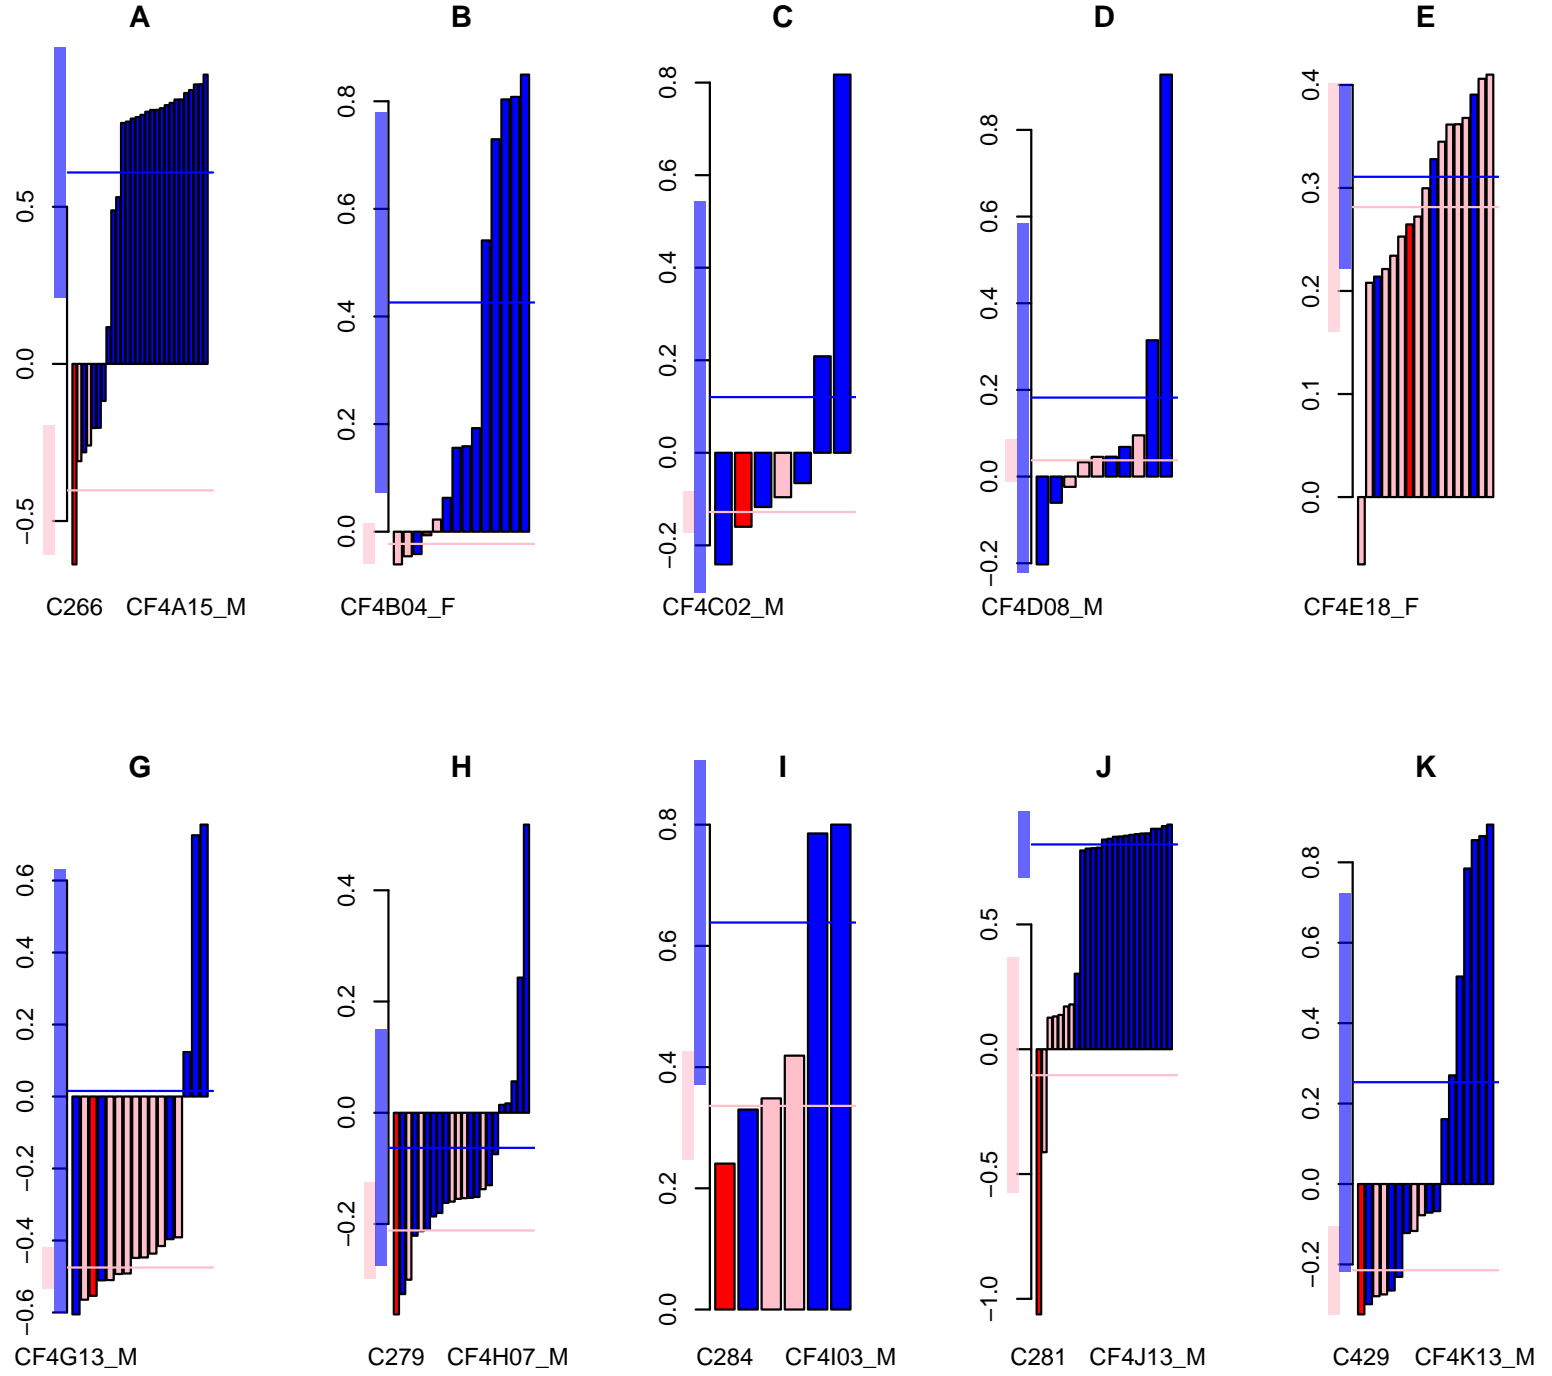 A B C D E
0.5 0.0 −0.5
0.8 0.6 0.4 0.2 0.0
0.8 0.6 0.4 0.2 0.0 −0.2
0.8 0.6 0.4 0.2 0.0 −0.2
0.4 0.3 0.2 0.1 0.0
C266 CF4A15_M CF4B04_F CF4C02_M CF4D08_M CF4E18_F
G H I J K
0.6 0.4 0.2 0.0 −0.2 −0.4 −0.6
0.4 0.2 0.0 −0.2
0.8 0.6 0.4 0.2 0.0
0.5 0.0 −0.5 −1.0
0.8 0.6 0.4 0.2 0.0 −0.2
CF4G13_M C279 CF4H07_M C284 CF4I03_M C281 CF4J13_M C429 CF4K13_M